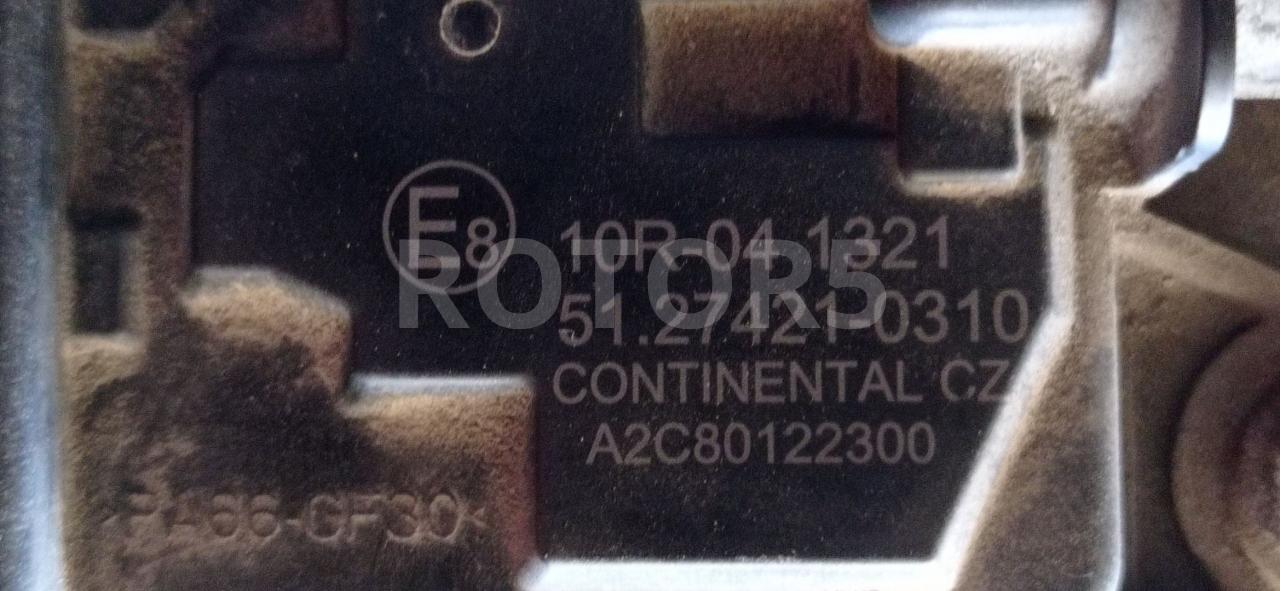 E8 10R-04 1321
ROTOR5
51.27421-0310
CONTINENTAL CZ
A2C80122300
>PA66-GF30<